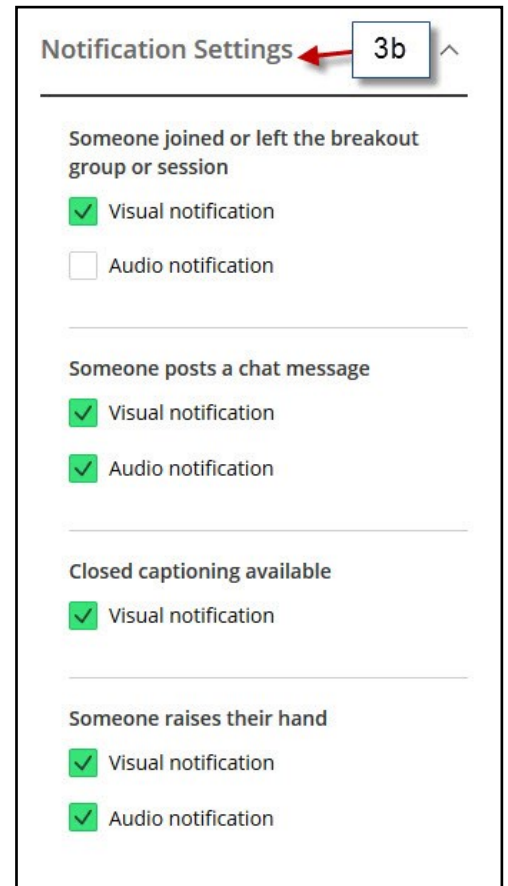 Notification Settings 3b
Someone joined or left the breakout
group or session
Visual notification
Audio notification
Someone posts a chat message
Visual notification
Audio notification
Closed captioning available
Visual notification
Someone raises their hand
Visual notification
Audio notification